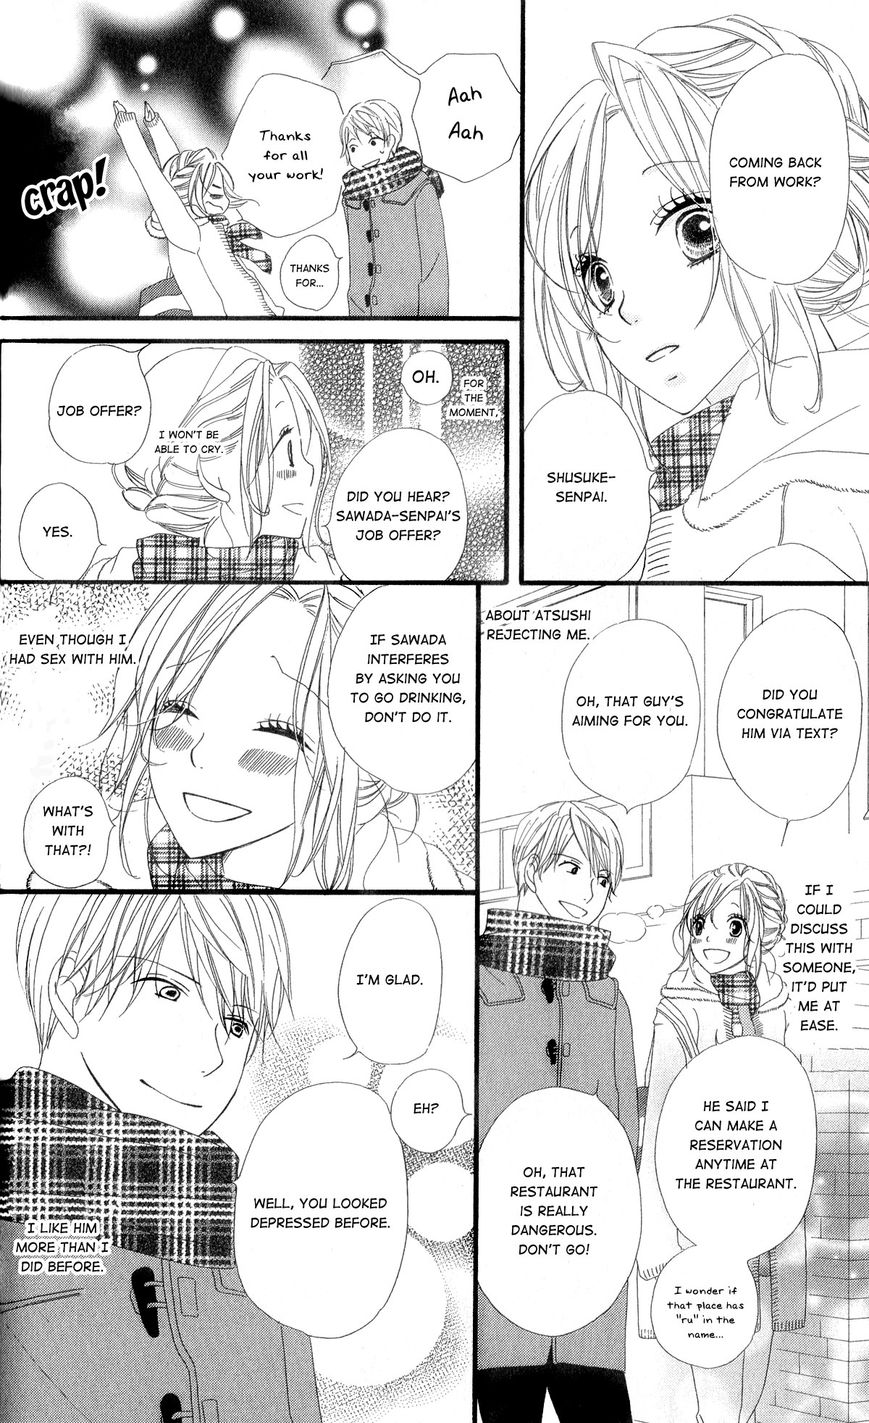 COMING BACK
FROM WORK?
SHUSUKE-
SENPAI.
Aah
Aah
Thanks
for all
your work!
THANKS
FOR...
crap!
FOR
THE
MOMENT,
OH.
DID YOU HEAR?
SAWADA-SENPAI'S
JOB OFFER?
I WON'T BE
ABLE TO CRY.
JOB OFFER?
YES.
DID YOU
CONGRATULATE
HIM VIA TEXT?
ABOUT ATSUSHI
REJECTING ME.
OH, THAT GUY'S
AIMING FOR YOU.
IF I
COULD
DISCUSS
THIS WITH
SOMEONE,
IT'D PUT
ME AT
EASE.
HE SAID I
CAN MAKE A
RESERVATION
ANYTIME AT
THE RESTAURANT.
I wonder if
that place has
"ru" in the
name...
OH, THAT
RESTAURANT
IS REALLY
DANGEROUS.
DON'T GO!
IF SAWADA
INTERFERES
BY ASKING YOU
TO GO DRINKING,
DON'T DO IT.
EVEN THOUGH I
HAD SEX WITH HIM.
WHAT'S
WITH
THAT?!
I'M GLAD.
EH?
WELL, YOU LOOKED
DEPRESSED BEFORE.
I LIKE HIM
MORE THAN I
DID BEFORE.